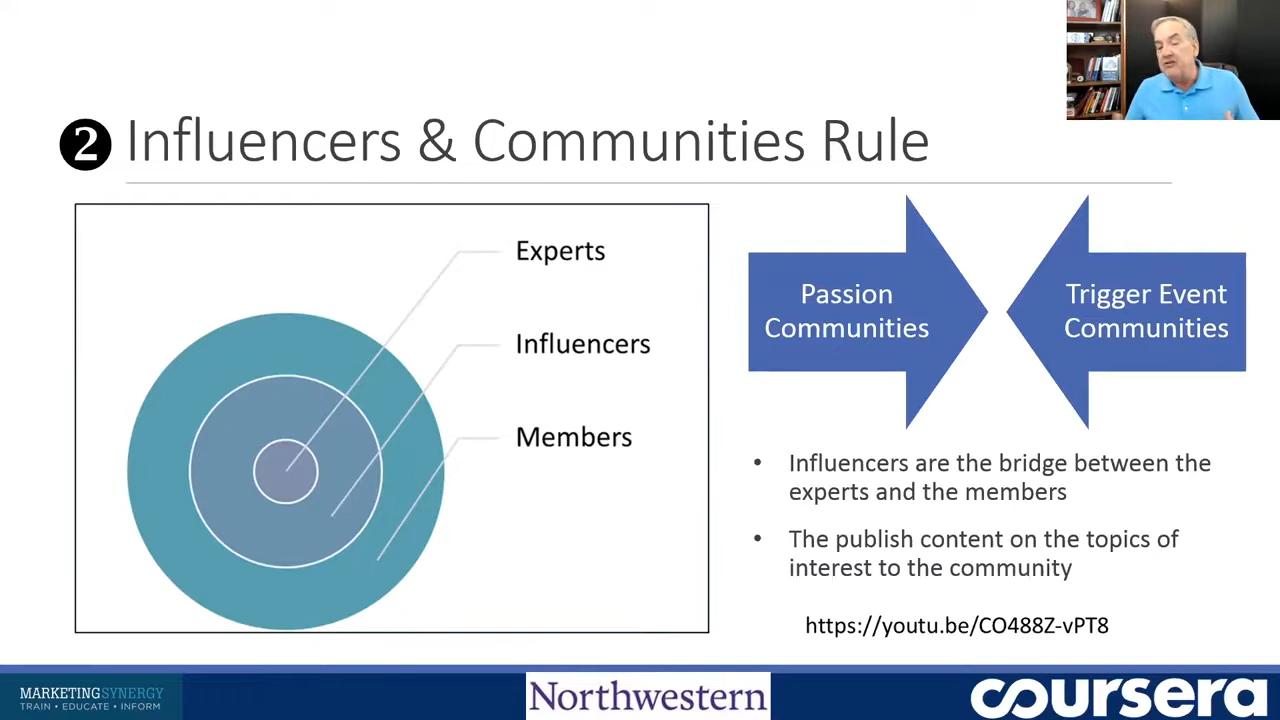 ❷ Influencers & Communities Rule
Experts
Influencers
Members
Passion
Communities
Trigger Event
Communities
• Influencers are the bridge between the
experts and the members
• The publish content on the topics of
interest to the community
https://youtu.be/CO488Z-vPT8
MARKETINGSYNERGY
TRAIN • EDUCATE • INFORM
Northwestern
coursera